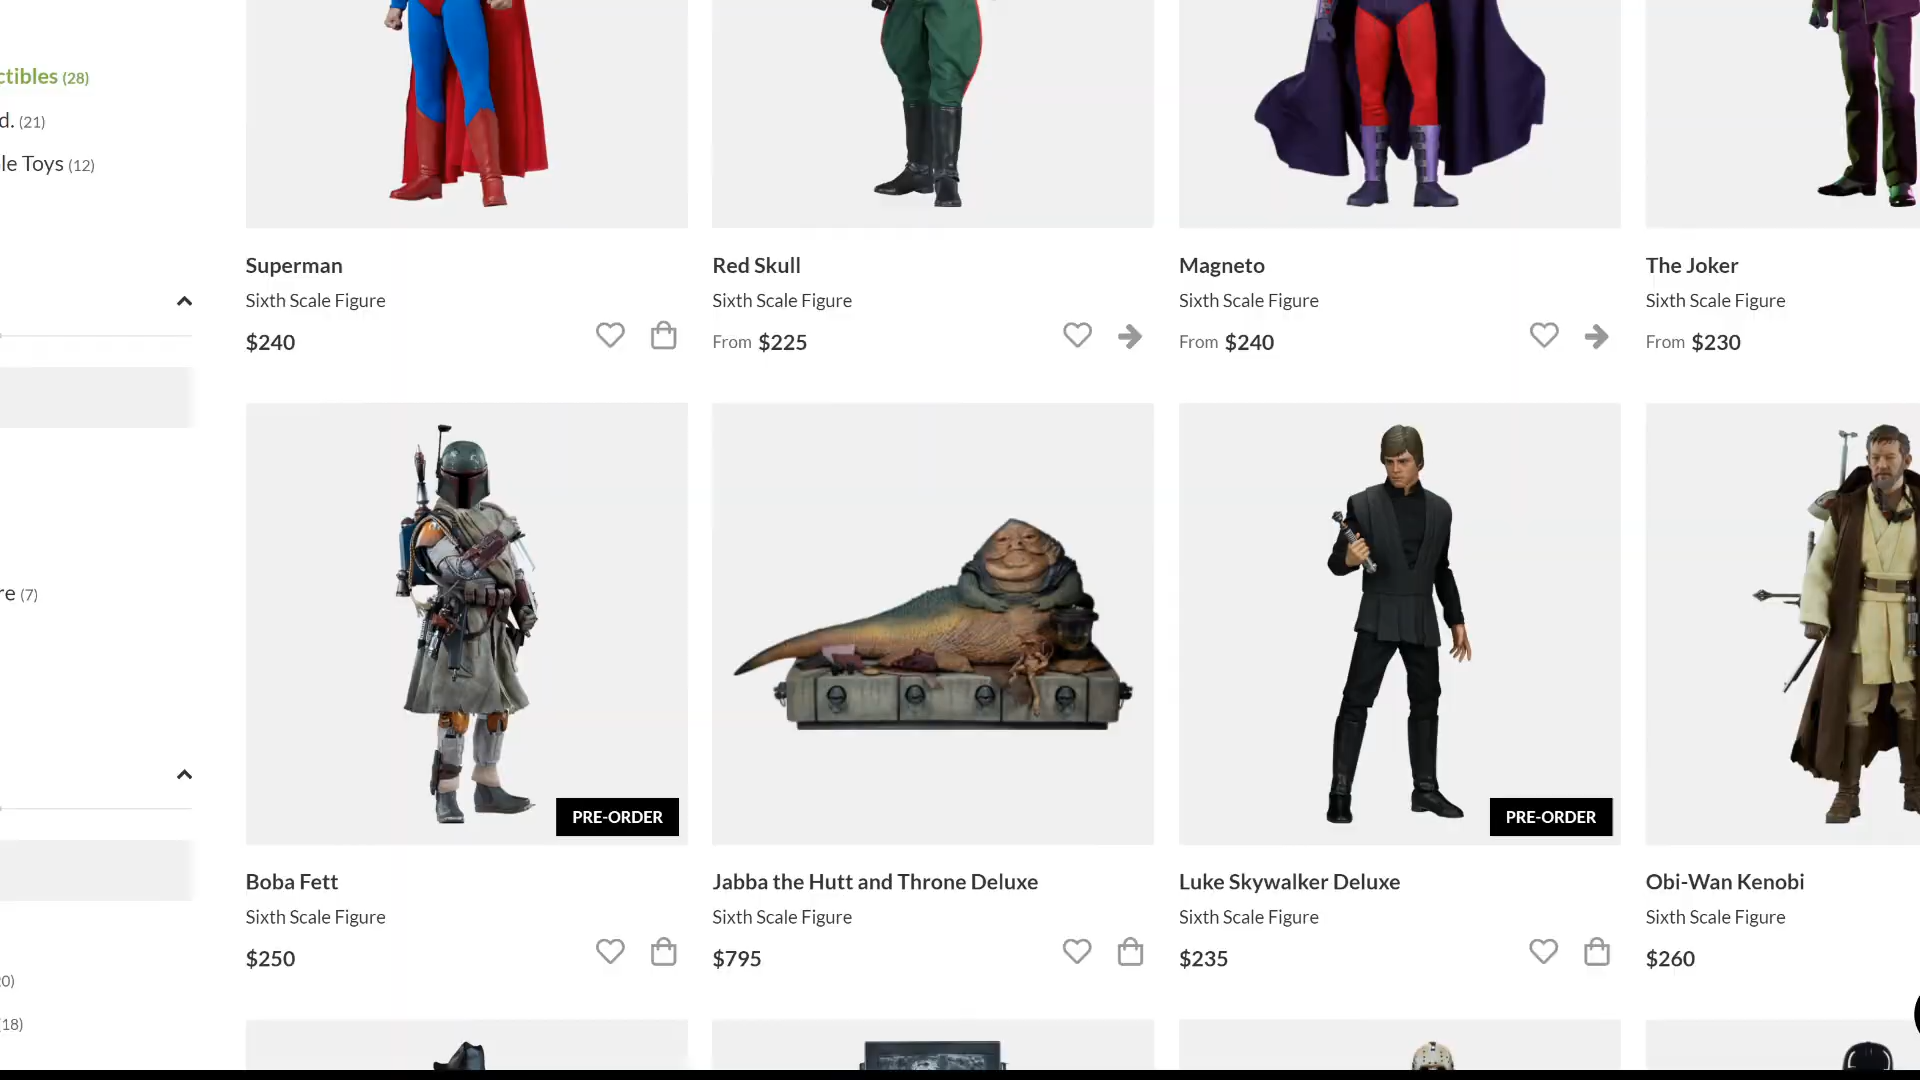 ctibles (28)
d. (21)
le Toys (12)
Superman
Sixth Scale Figure
$240
Red Skull
Sixth Scale Figure
From $225
Magneto
Sixth Scale Figure
From $240
The Joker
Sixth Scale Figure
From $230
re (7)
PRE-ORDER
PRE-ORDER
Boba Fett
Sixth Scale Figure
$250
Jabba the Hutt and Throne Deluxe
Sixth Scale Figure
$795
Luke Skywalker Deluxe
Sixth Scale Figure
$235
Obi-Wan Kenobi
Sixth Scale Figure
$260
0)
(18)